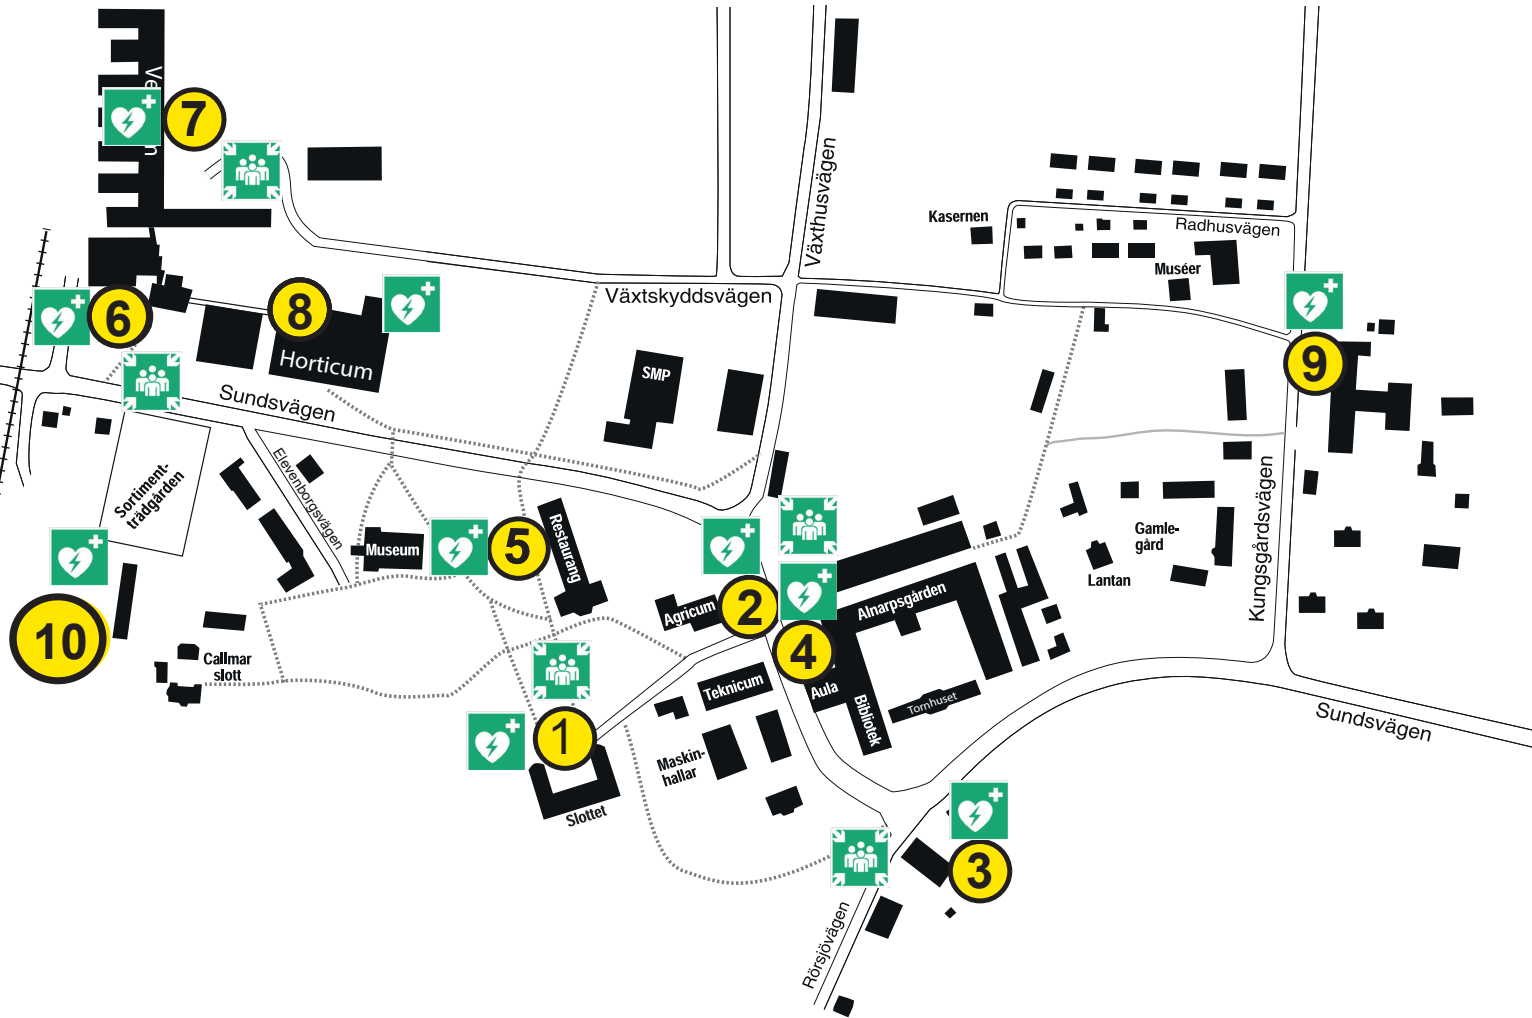 7
Växthusvägen
Kasernen
Radhusvägen
Muséer
6
8
Växtskyddsvägen
Horticum
SMP
9
Sundsvägen
Elevenborgsvägen
Sortiment-
trädgården
Museum
5
Restaurang
Gamle-
gård
Lantan
Kungsgårdsvägen
Alnarpsgården
Agricum
2
4
10
Callmar
slott
Teknicum
Aula
Bibliotek
Tornhuset
Sundsvägen
1
Maskin-
hallar
Slottet
3
Rörsjövägen